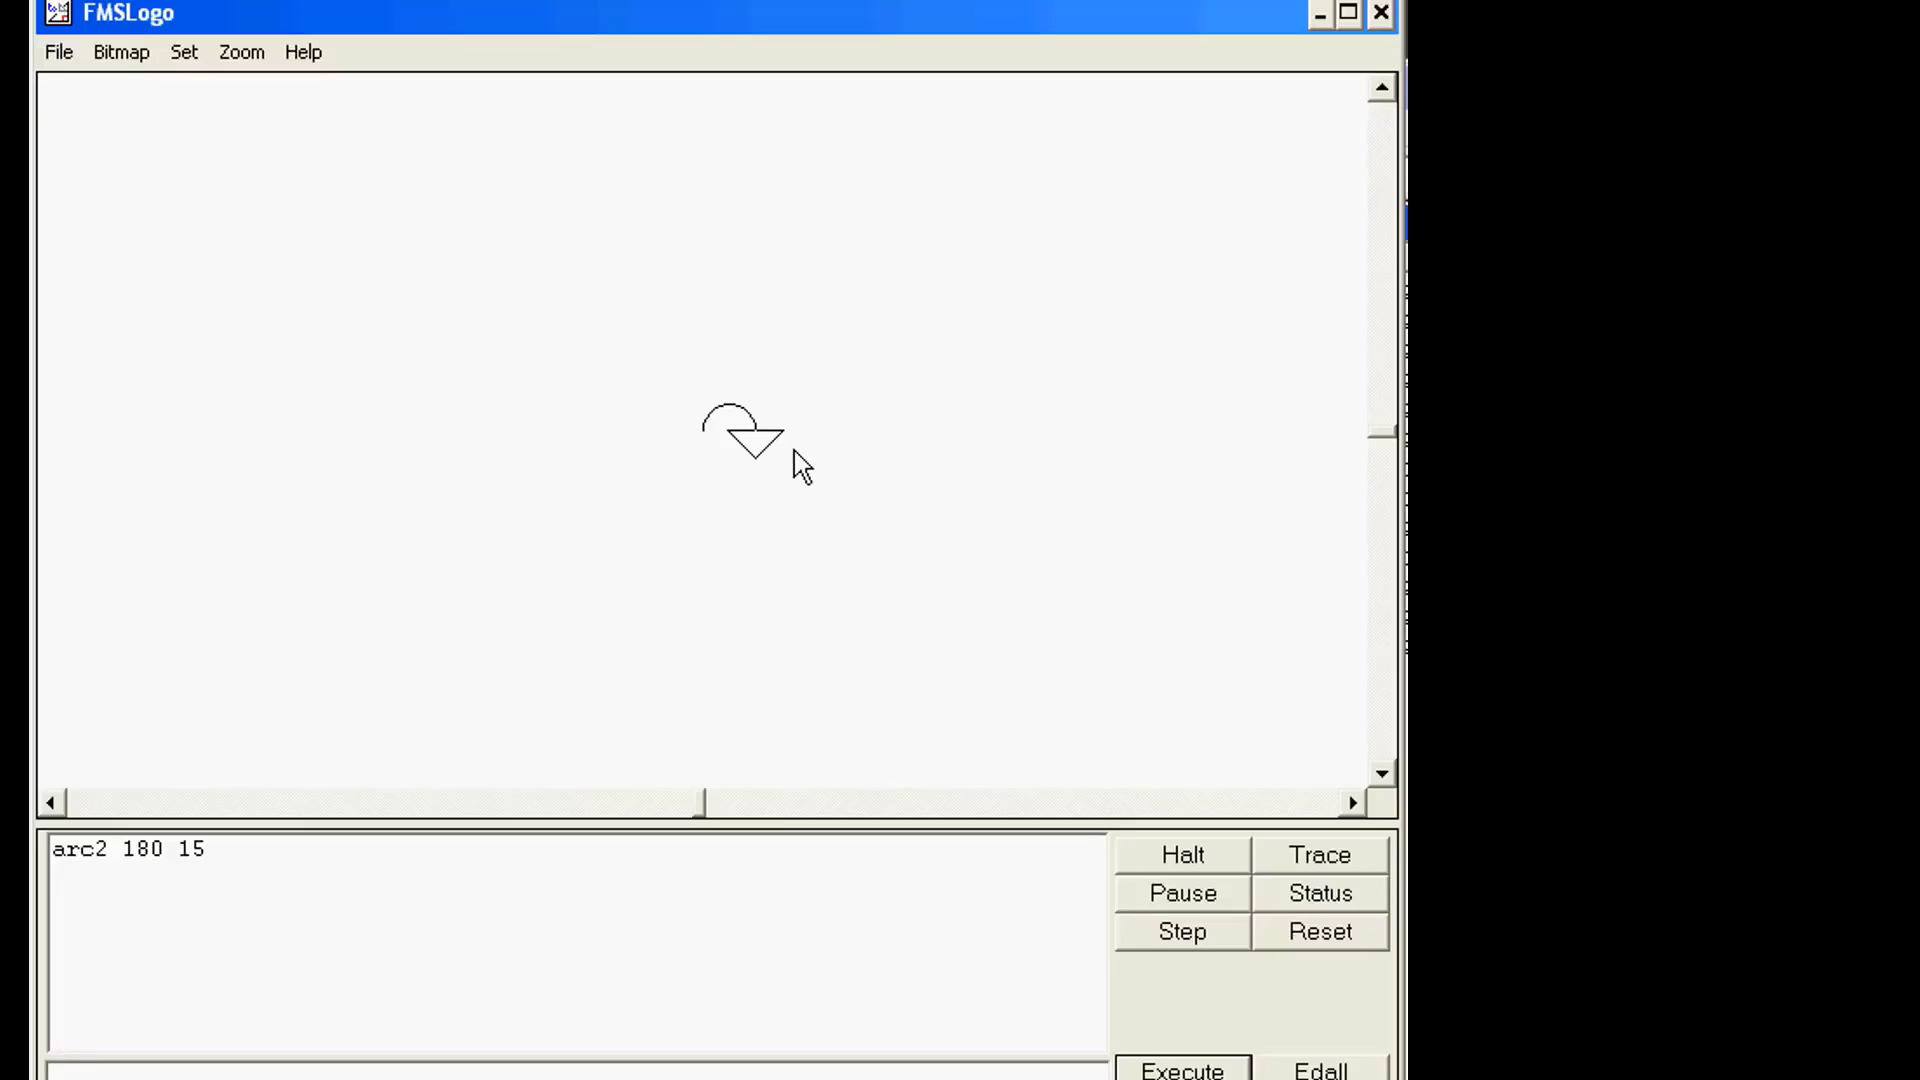 FMSLogo
File Bitmap Set Zoom Help
arc2 180 15
Halt Trace
Pause Status
Step Reset
Execute Edall